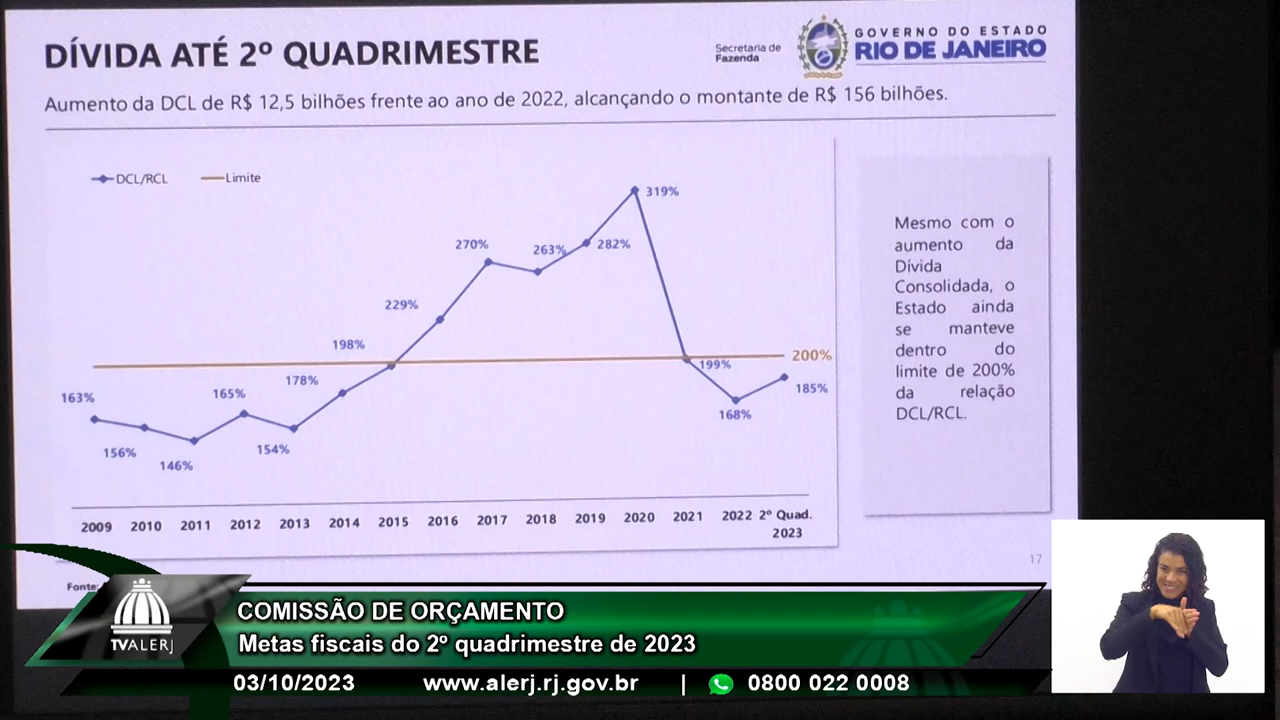 DÍVIDA ATÉ 2º QUADRIMESTRE
Secretaria de
Fazenda
GOVERNO DO ESTADO
RIO DE JANEIRO
Aumento da DCL de R$ 12,5 bilhões frente ao ano de 2022, alcançando o montante de R$ 156 bilhões.
DCL/RCL
Limite
163%
156%
146%
165%
154%
178%
198%
229%
270%
263%
282%
319%
199%
168%
185%
200%
2009 2010 2011 2012 2013 2014 2015 2016 2017 2018 2019 2020 2021 2022 2º Quad.
2023
Mesmo com o
aumento da
Dívida
Consolidada, o
Estado ainda
se manteve
dentro do
limite de 200%
da relação
DCL/RCL.
17
Fonte:
TVALERJ
COMISSÃO DE ORÇAMENTO
Metas fiscais do 2º quadrimestre de 2023
03/10/2023 www.alerj.rj.gov.br | 0800 022 0008